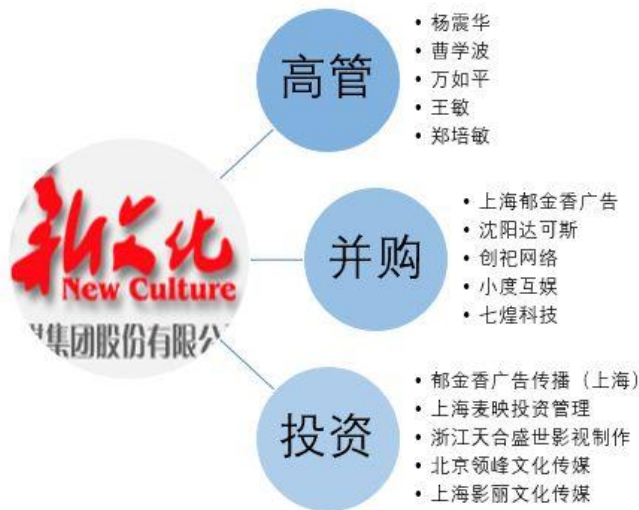 高管
• 杨震华
• 曹学波
• 万如平
• 王敏
• 郑培敏
新文化
New Culture
集团股份有限公
并购
• 上海郁金香广告
• 沈阳达可斯
• 创祀网络
• 小度互娱
• 七煌科技
投资
• 郁金香广告传播（上海）
• 上海麦映投资管理
• 浙江天合盛世影视制作
• 北京领峰文化传媒
• 上海影丽文化传媒